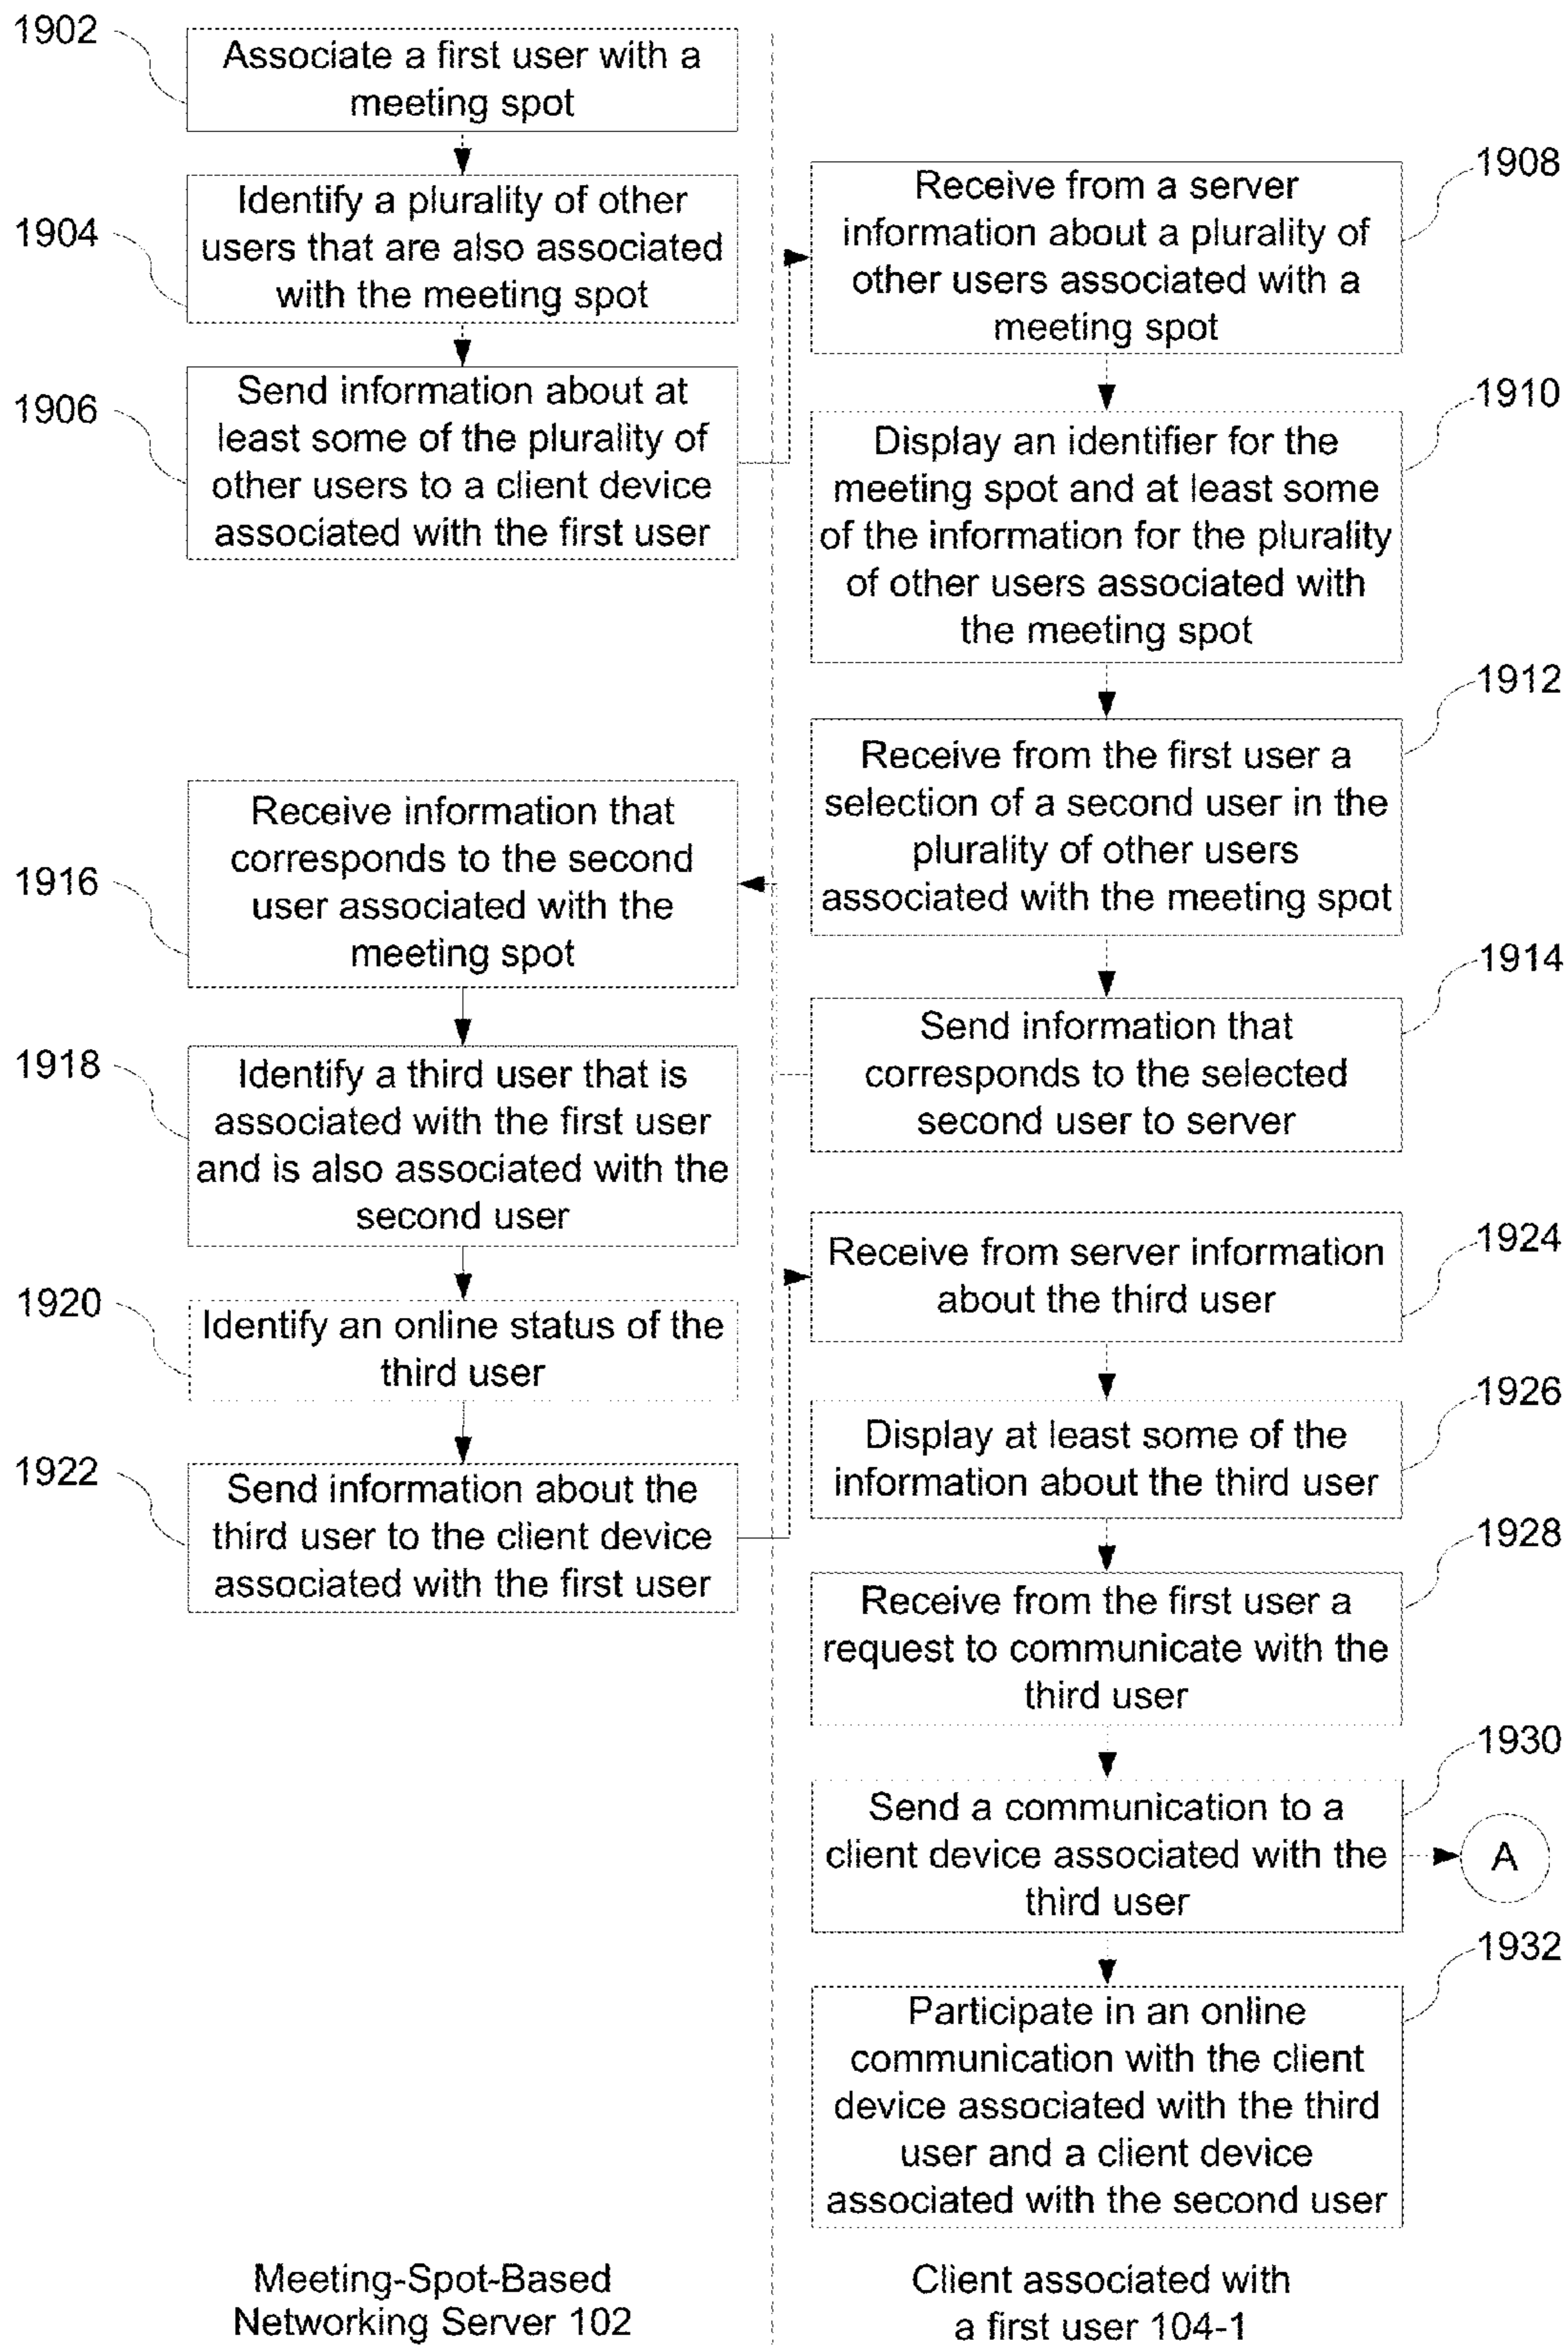 1902
Associate a first user with a
meeting spot
1904
Identify a plurality of other
users that are also associated
with the meeting spot
1906
Send information about at
least some of the plurality of
other users to a client device
associated with the first user
1908
Receive from a server
information about a plurality of
other users associated with a
meeting spot
1910
Display an identifier for the
meeting spot and at least some
of the information for the plurality
of other users associated with
the meeting spot
1912
Receive from the first user a
selection of a second user in the
plurality of other users
associated with the meeting spot
1914
Send information that
corresponds to the selected
second user to server
1916
Receive information that
corresponds to the second
user associated with the
meeting spot
1918
Identify a third user that is
associated with the first user
and is also associated with the
second user
1920
Identify an online status of the
third user
1922
Send information about the
third user to the client device
associated with the first user
1924
Receive from server information
about the third user
1926
Display at least some of the
information about the third user
1928
Receive from the first user a
request to communicate with the
third user
1930
Send a communication to a
client device associated with the
third user
A
1932
Participate in an online
communication with the client
device associated with the third
user and a client device
associated with the second user
Meeting-Spot-Based
Networking Server 102
Client associated with
a first user 104-1